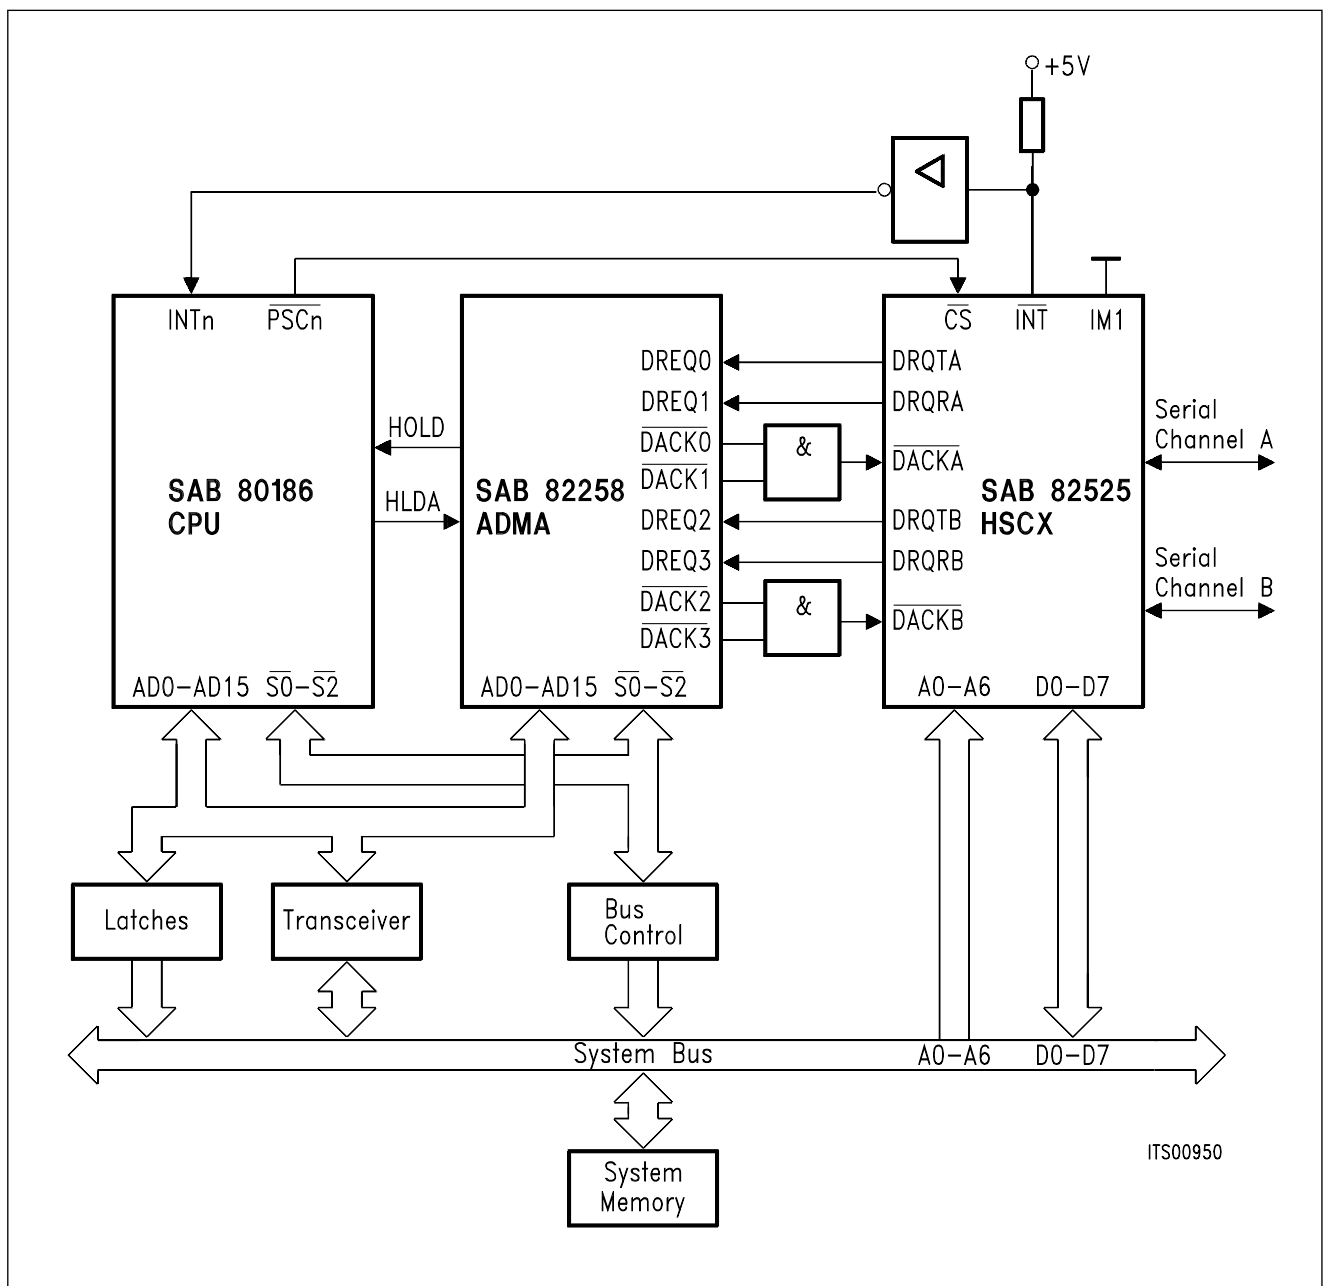 +5V
INTn
PSCn
CS
INT
IM1
DREQ0
DRQTA
DREQ1
DRQRA
Serial
Channel A
HOLD
DACK0
&
DACKA
DACK1
SAB 80186
CPU
HLDA
SAB 82258
ADMA
SAB 82525
HSCX
DREQ2
DRQTB
DREQ3
DRQRB
Serial
Channel B
DACK2
&
DACKB
DACK3
AD0-AD15
S0-S2
AD0-AD15
S0-S2
A0-A6
D0-D7
Latches
Transceiver
Bus
Control
System Bus
A0-A6
D0-D7
System
Memory
ITS00950